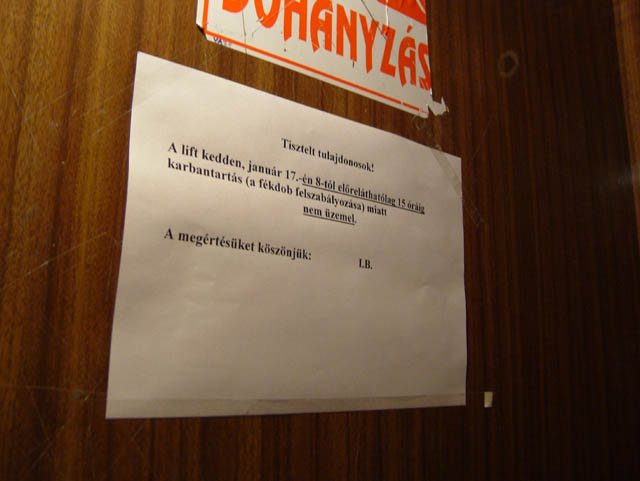 DOHÁNYZÁS
Tisztelt tulajdonosok!
A lift kedden, január 17.-én 8-tól előreláthatólag 15 óráig
karbantartás (a fékdob felszabályozása) miatt
nem üzemel.
A megértésüket köszönjük: I.B.